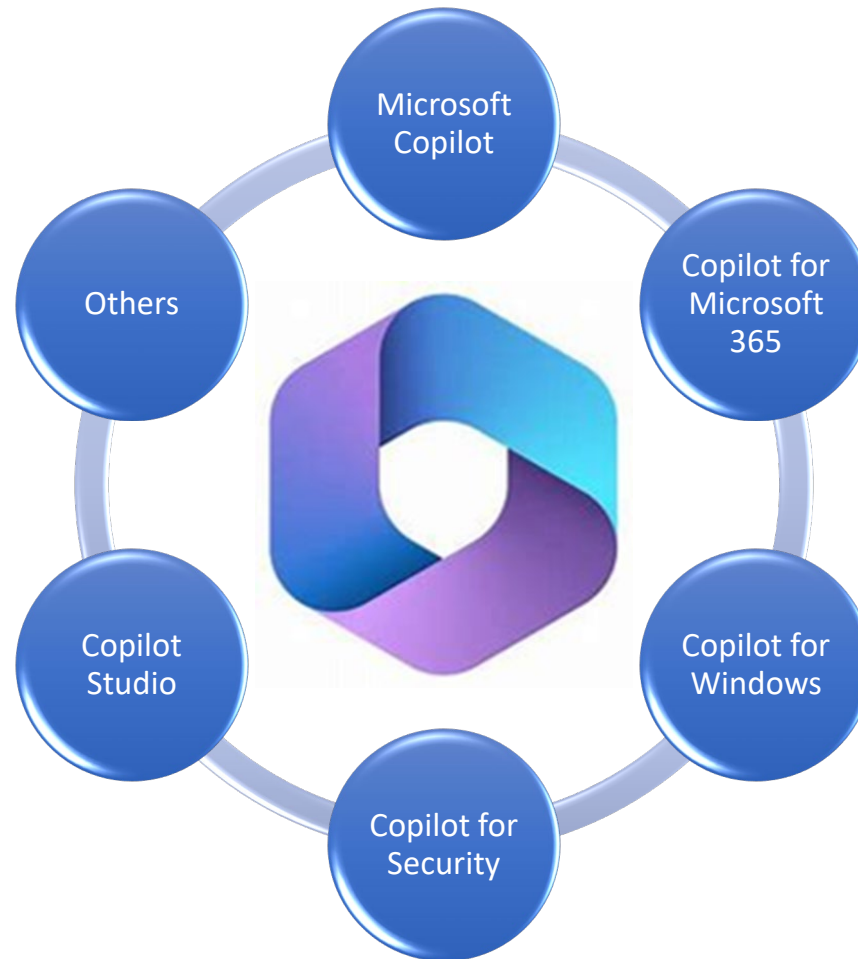 Microsoft
Copilot
Copilot for
Microsoft
365
Copilot for
Windows
Copilot for
Security
Copilot
Studio
Others